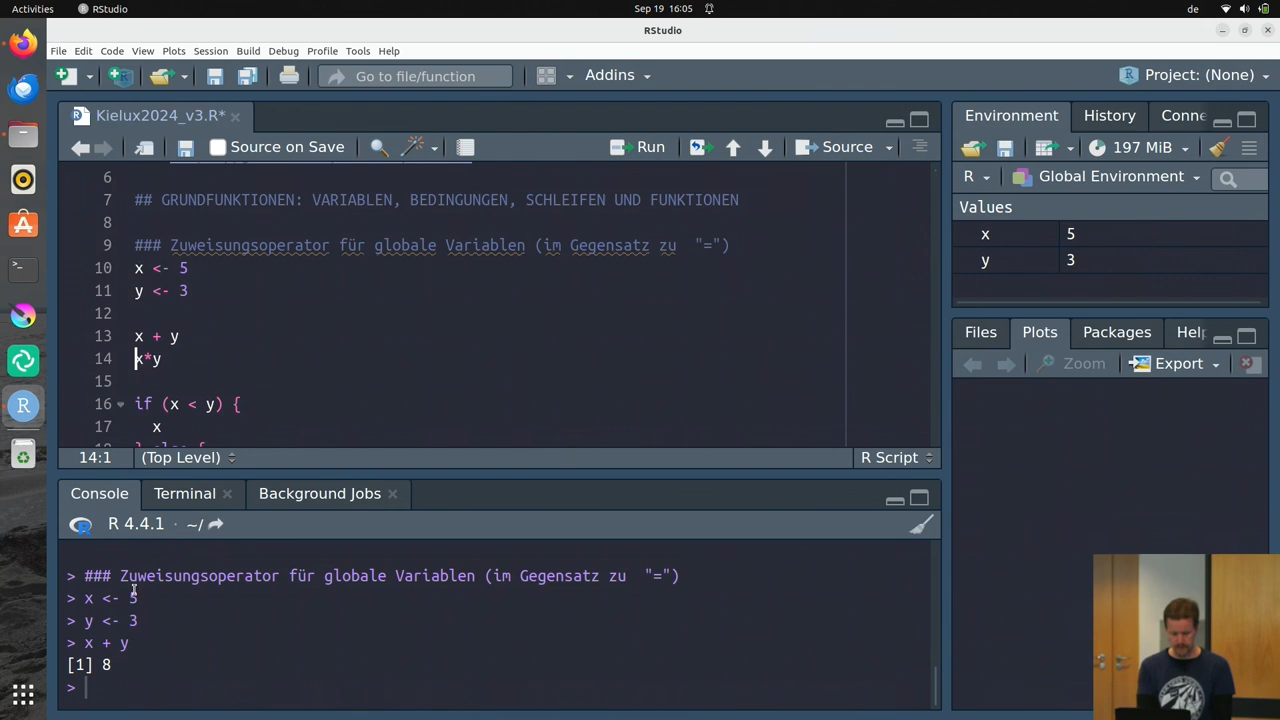 Activities RStudio Sep 19 16:05 de
RStudio
File Edit Code View Plots Session Build Debug Profile Tools Help
Go to file/function Addins Project: (None)
Kielux2024_v3.R*
Source on Save Run Source
6
7 ## GRUNDFUNKTIONEN: VARIABLEN, BEDINGUNGEN, SCHLEIFEN UND FUNKTIONEN
8
9 ### Zuweisungsoperator für globale Variablen (im Gegensatz zu "=")
10 x <- 5
11 y <- 3
12
13 x + y
14 x*y
15
16 if (x < y) {
17 x
18 } else {
14:1 (Top Level) R Script
Console Terminal Background Jobs
R 4.4.1 · ~/
> ### Zuweisungsoperator für globale Variablen (im Gegensatz zu "=")
> x <- 5
> y <- 3
> x + y
[1] 8
>
Environment History Conne
197 MiB
R Global Environment
Values
x 5
y 3
Files Plots Packages Help
Zoom Export